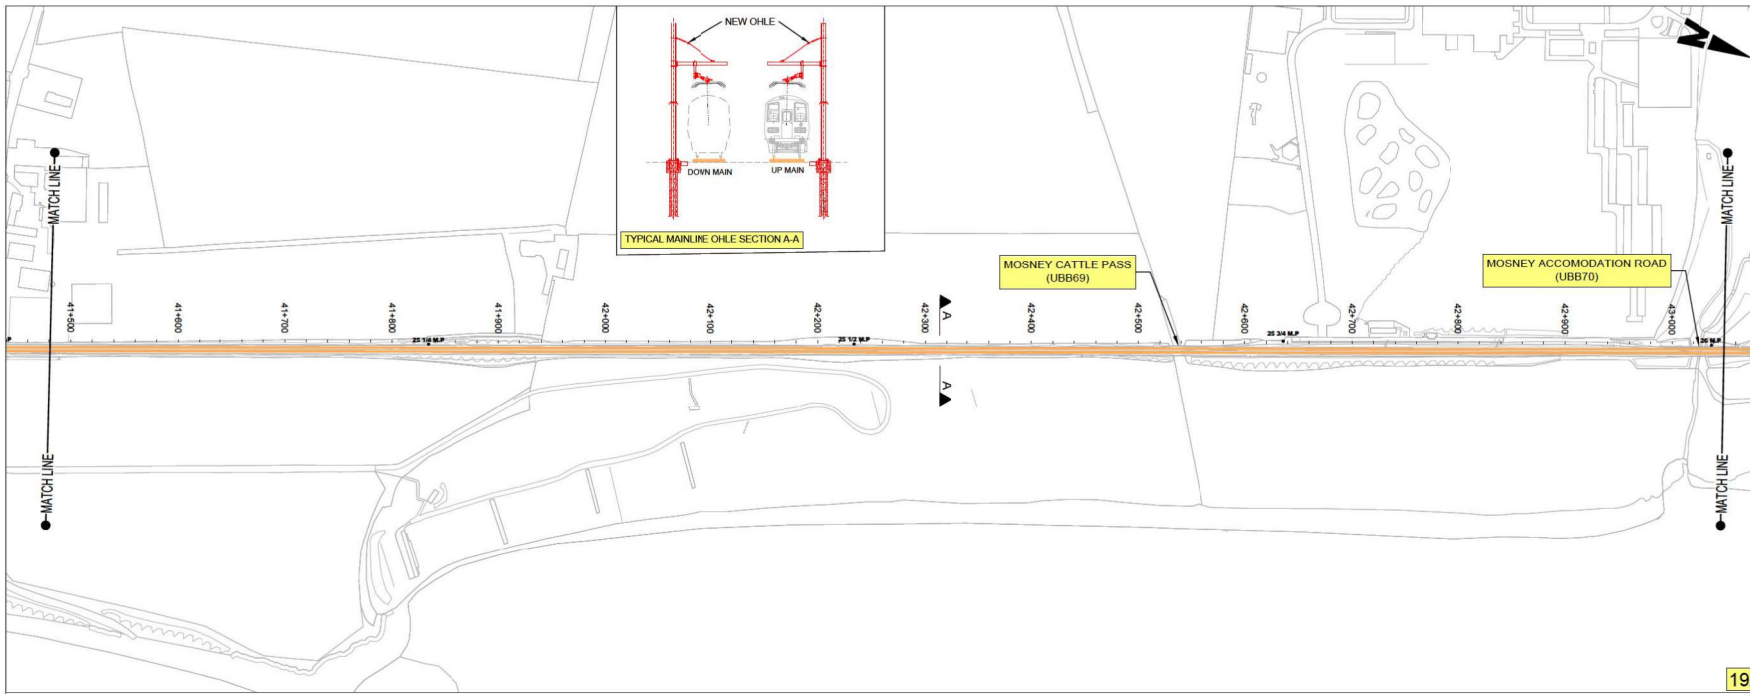 NEW OHLE
DOWN MAIN
UP MAIN
TYPICAL MAINLINE OHLE SECTION A-A
N
MATCH LINE
MATCH LINE
MATCH LINE
MATCH LINE
MOSNEY CATTLE PASS
(UBB69)
MOSNEY ACCOMODATION ROAD
(UBB70)
41+500
41+600
41+700
41+800
41+900
42+000
42+100
42+200
42+300
42+400
42+500
42+600
42+700
42+800
42+900
43+000
A
A
25 1/4 M.P
25 1/2 M.P
25 3/4 M.P
26 M.P
19